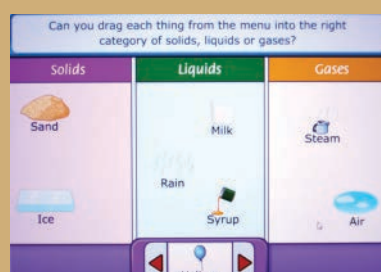 Can you drag each thing from the menu into the right
category of solids, liquids or gases?
Solids
Liquids
Gases
Sand
Milk
Steam
Rain
Ice
Syrup
Air